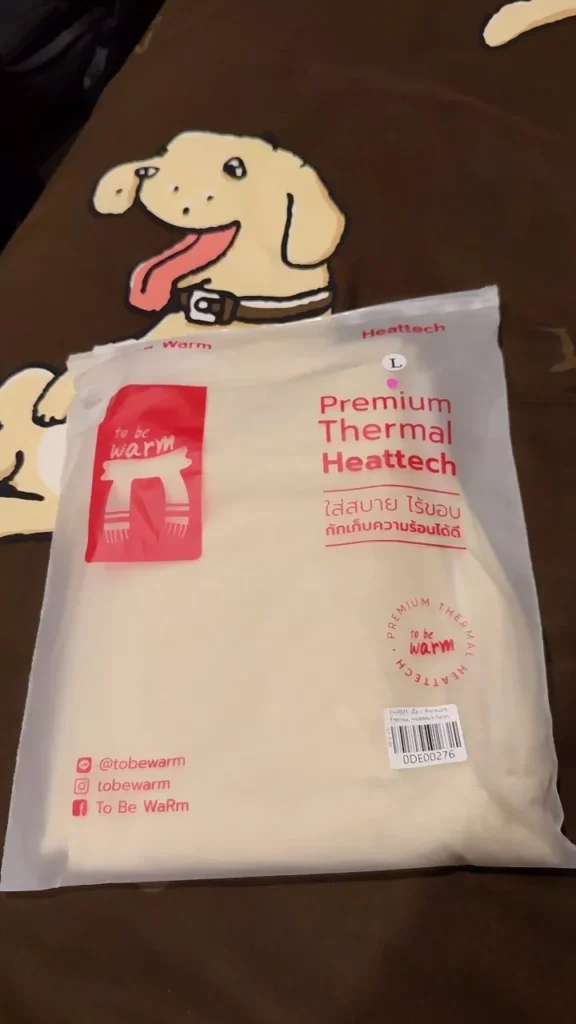 Warm
Heattech
L
Premium
Thermal
Heattech
ใส่สบาย ไร้ขอบ
กักเก็บความร้อนได้ดี
to be
warm
PREMIUM THERMAL HEATTECH
to be
warm
0DE00276
@tobewarm
tobewarm
To Be WaRm